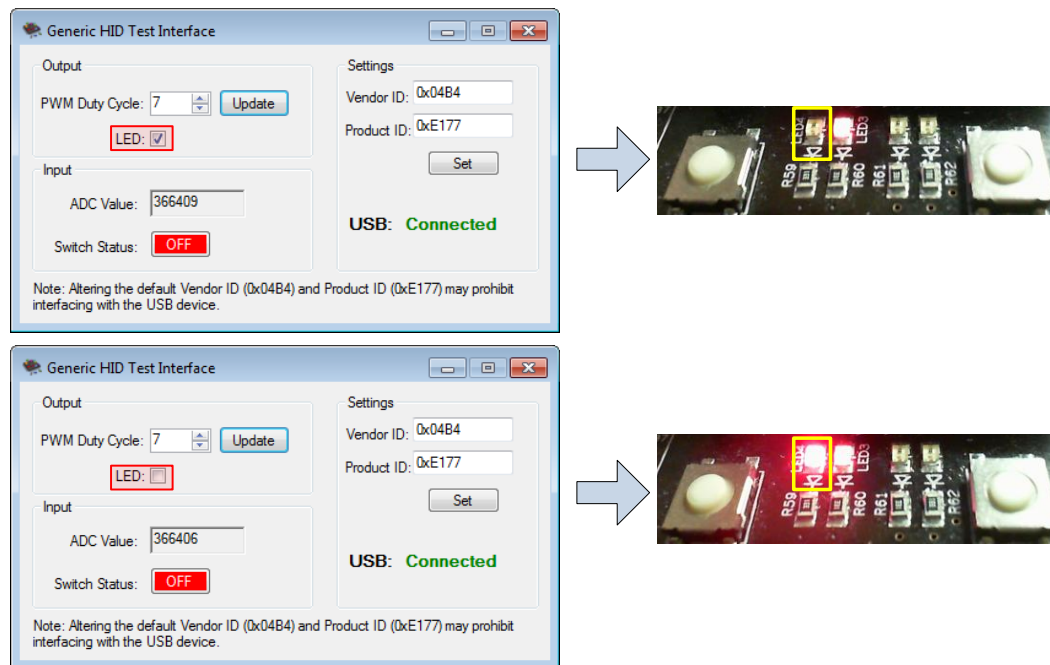 Generic HID Test Interface
Output
PWM Duty Cycle: 7 Update
LED:
Input
ADC Value: 366409
Switch Status: OFF
Settings
Vendor ID: 0x04B4
Product ID: 0xE177
Set
USB: Connected
Note: Altering the default Vendor ID (0x04B4) and Product ID (0xE177) may prohibit
interfacing with the USB device.
LED4
LED3
R59
R60
R61
R62
Generic HID Test Interface
Output
PWM Duty Cycle: 7 Update
LED:
Input
ADC Value: 366406
Switch Status: OFF
Settings
Vendor ID: 0x04B4
Product ID: 0xE177
Set
USB: Connected
Note: Altering the default Vendor ID (0x04B4) and Product ID (0xE177) may prohibit
interfacing with the USB device.
LED4
LED3
R59
R60
R61
R62